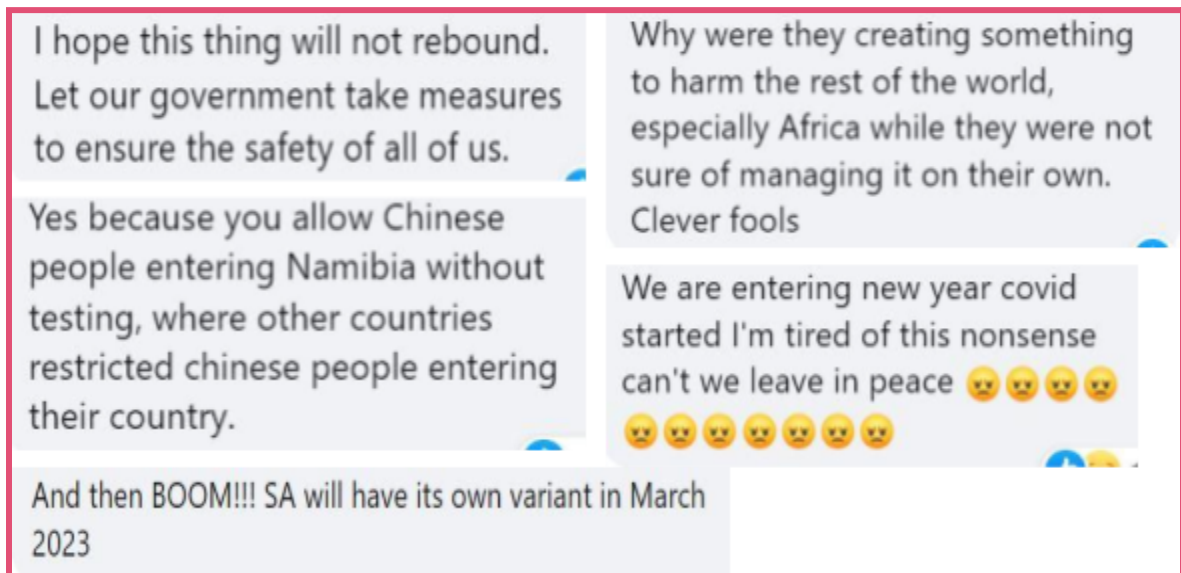 I hope this thing will not rebound.
Let our government take measures
to ensure the safety of all of us.
Yes because you allow Chinese
people entering Namibia without
testing, where other countries
restricted chinese people entering
their country.
And then BOOM!!! SA will have its own variant in March
2023
Why were they creating something
to harm the rest of the world,
especially Africa while they were not
sure of managing it on their own.
Clever fools
We are entering new year covid
started I'm tired of this nonsense
can't we leave in peace 😡😡😡😡
😡😡😡😡😡😡😡